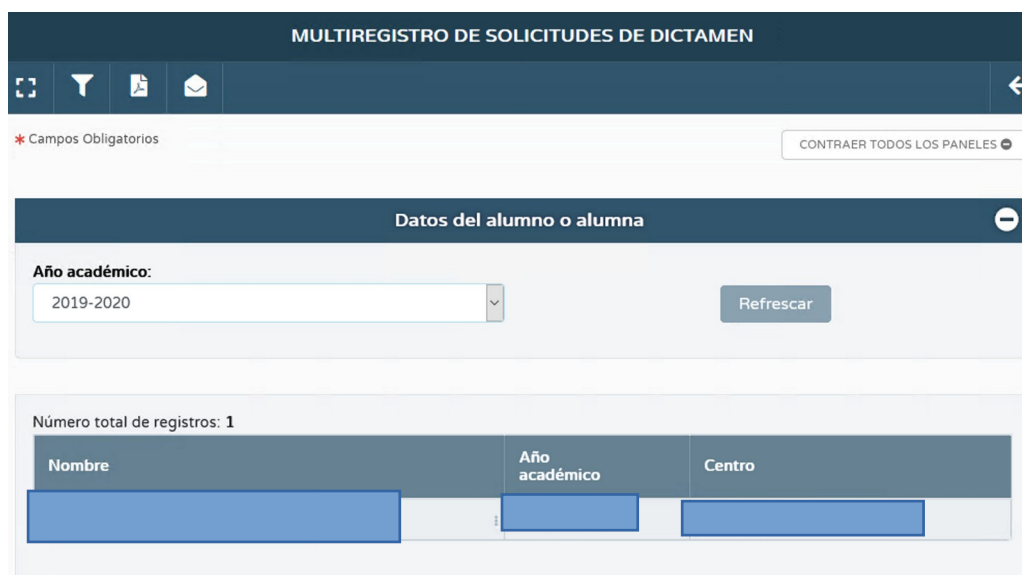 MULTIREGISTRO DE SOLICITUDES DE DICTAMEN
* Campos Obligatorios
CONTRAER TODOS LOS PANELES
Datos del alumno o alumna
Año académico:
2019-2020
Refrescar
Número total de registros: 1
Nombre
Año
académico
Centro